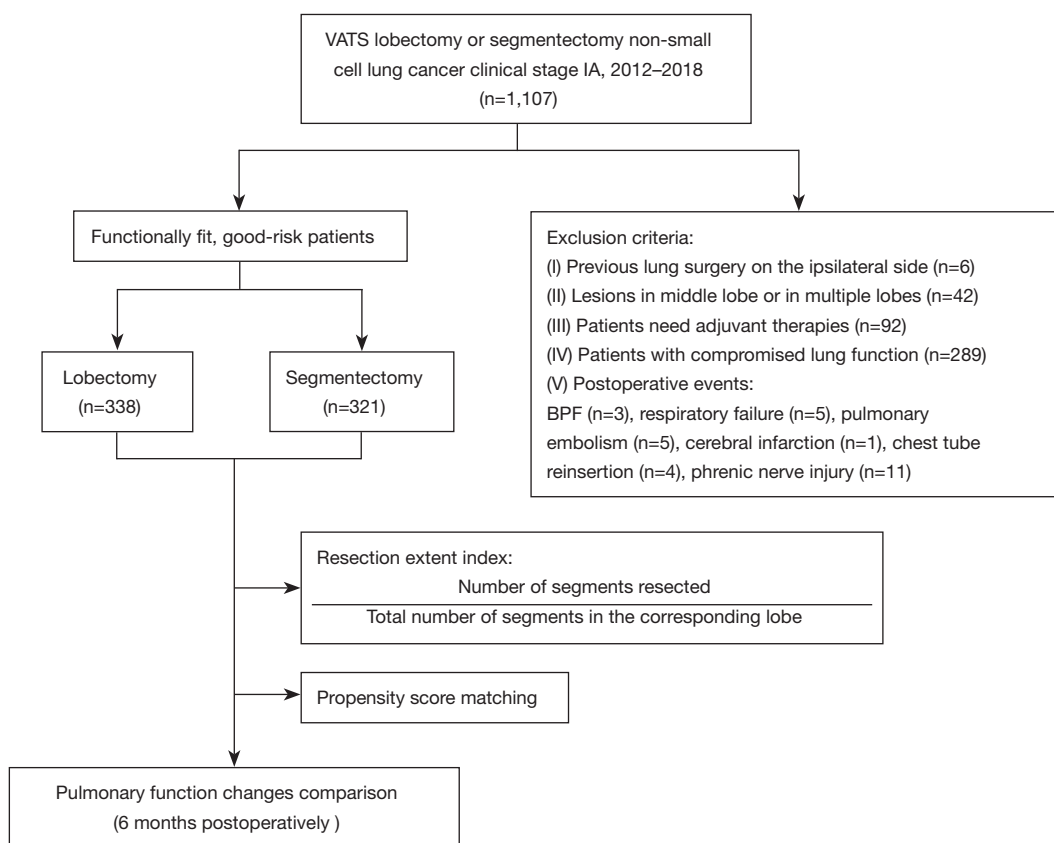 VATS lobectomy or segmentectomy non-small
cell lung cancer clinical stage IA, 2012–2018
(n=1,107)
Functionally fit, good-risk patients
Exclusion criteria:
(I) Previous lung surgery on the ipsilateral side (n=6)
(II) Lesions in middle lobe or in multiple lobes (n=42)
(III) Patients need adjuvant therapies (n=92)
(IV) Patients with compromised lung function (n=289)
(V) Postoperative events:
BPF (n=3), respiratory failure (n=5), pulmonary
embolism (n=5), cerebral infarction (n=1), chest tube
reinsertion (n=4), phrenic nerve injury (n=11)
Lobectomy
(n=338)
Segmentectomy
(n=321)
Resection extent index:
Number of segments resected
Total number of segments in the corresponding lobe
Propensity score matching
Pulmonary function changes comparison
(6 months postoperatively )